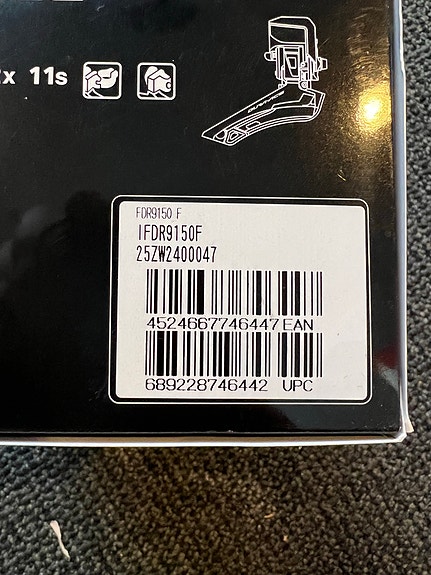 x 11s
FDR9150 F
IFDR9150F
25ZW2400047
4524667746447 EAN
689228746442 UPC